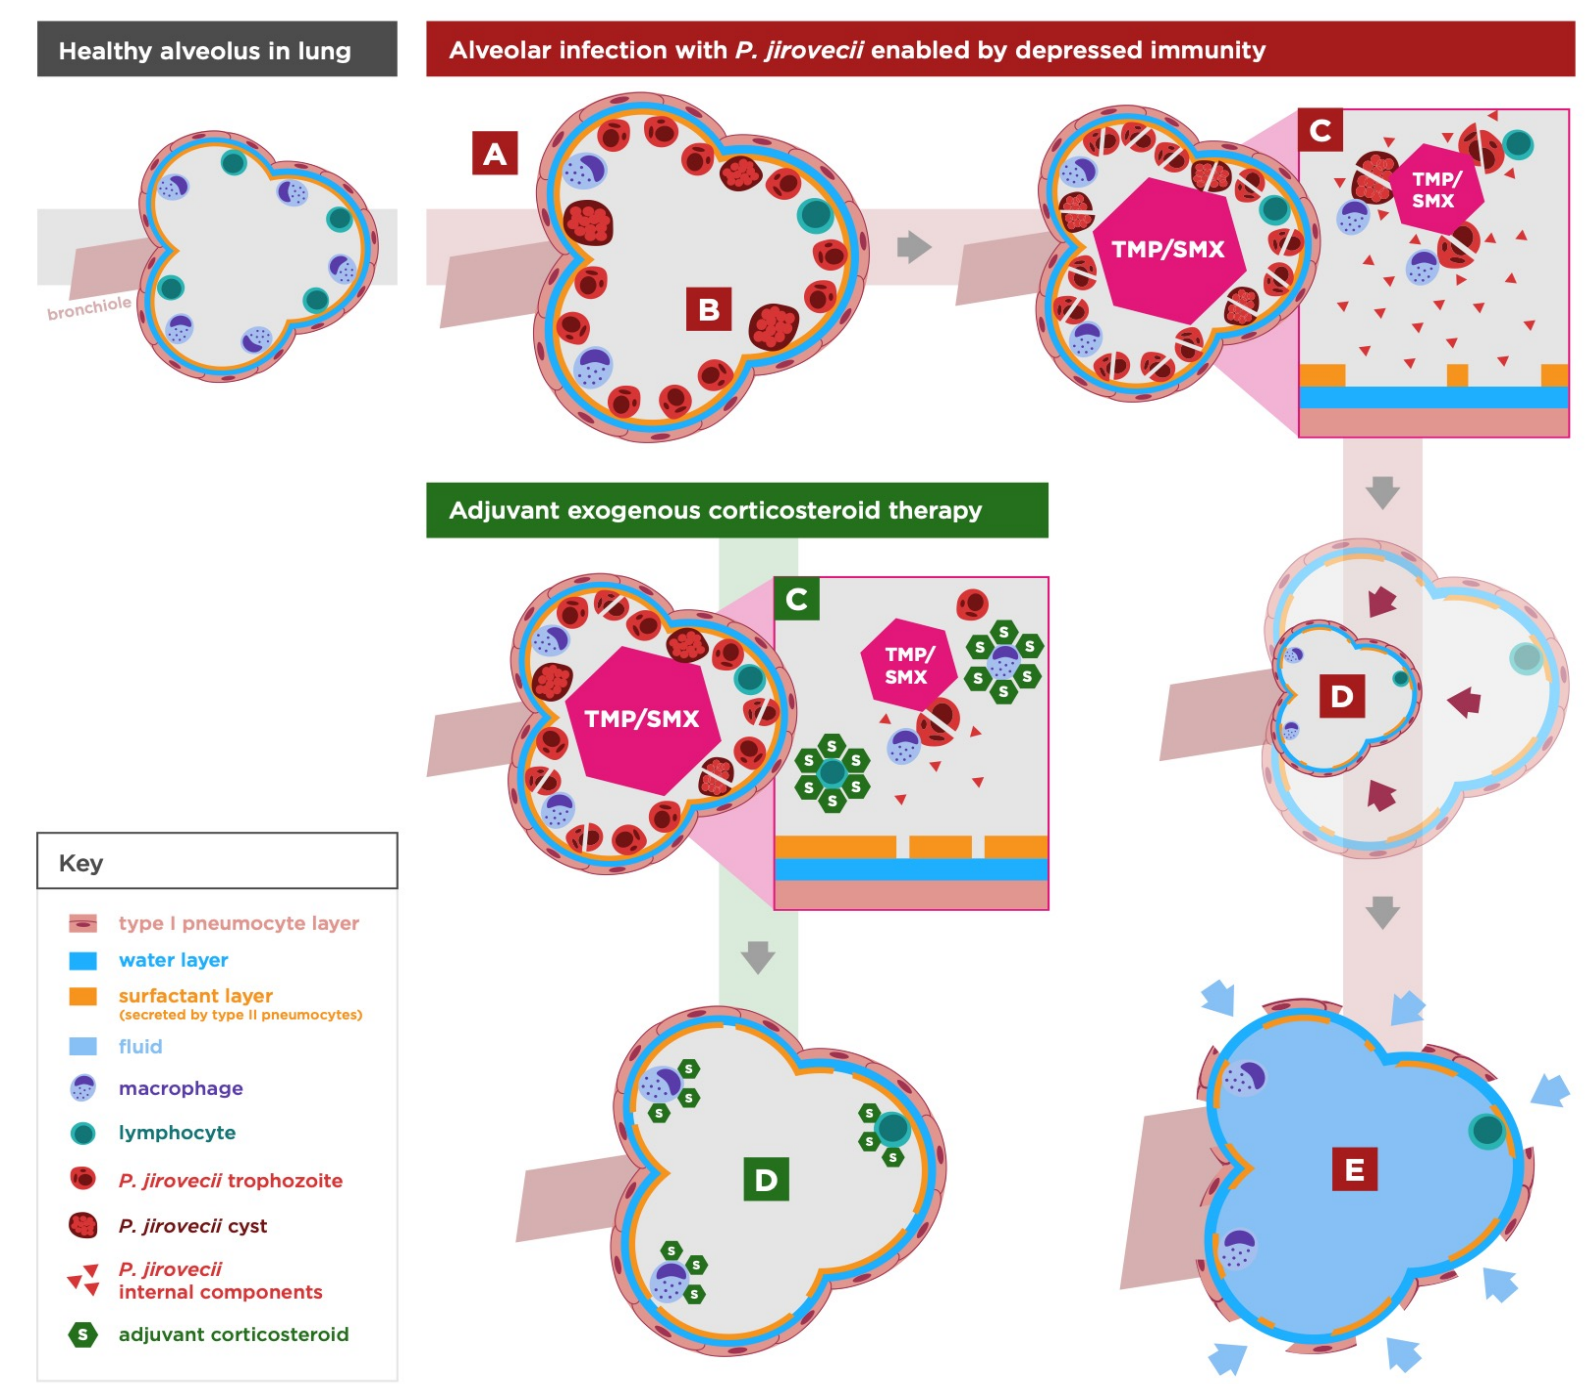 Healthy alveolus in lung
Alveolar infection with P. jirovecii enabled by depressed immunity
A
B
bronchiole
TMP/SMX
C
TMP/
SMX
Adjuvant exogenous corticosteroid therapy
TMP/SMX
C
TMP/
SMX
S
S
S
S
S
S
S
S
S
S
S
S
D
D
S
S
S
S
S
S
S
S
S
E
Key
type I pneumocyte layer
water layer
surfactant layer
(secreted by type II pneumocytes)
fluid
macrophage
lymphocyte
P. jirovecii trophozoite
P. jirovecii cyst
P. jirovecii
internal components
S adjuvant corticosteroid